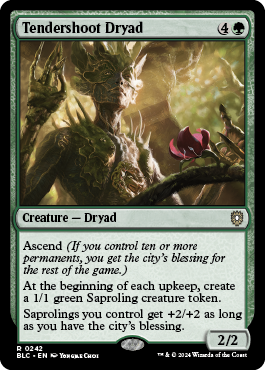 Tendershoot Dryad 4
Creature — Dryad
Ascend (If you control ten or more
permanents, you get the city's blessing for
the rest of the game.)
At the beginning of each upkeep, create
a 1/1 green Saproling creature token.
Saprolings you control get +2/+2 as long
as you have the city's blessing.
2/2
R 0242
BLC • EN Yongjae Choi
™ & © 2024 Wizards of the Coast